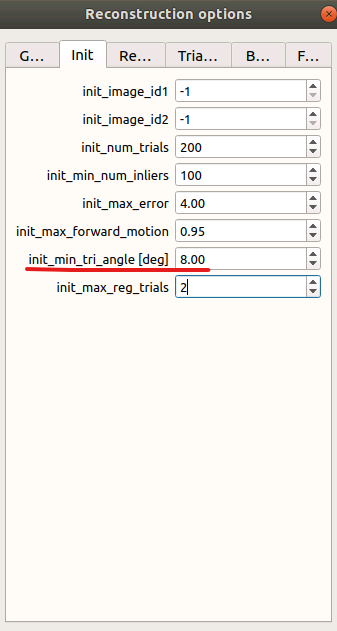 Reconstruction options
G... Init Re... Tria... B... F...
init_image_id1 -1
init_image_id2 -1
init_num_trials 200
init_min_num_inliers 100
init_max_error 4.00
init_max_forward_motion 0.95
init_min_tri_angle [deg] 8.00
init_max_reg_trials 2